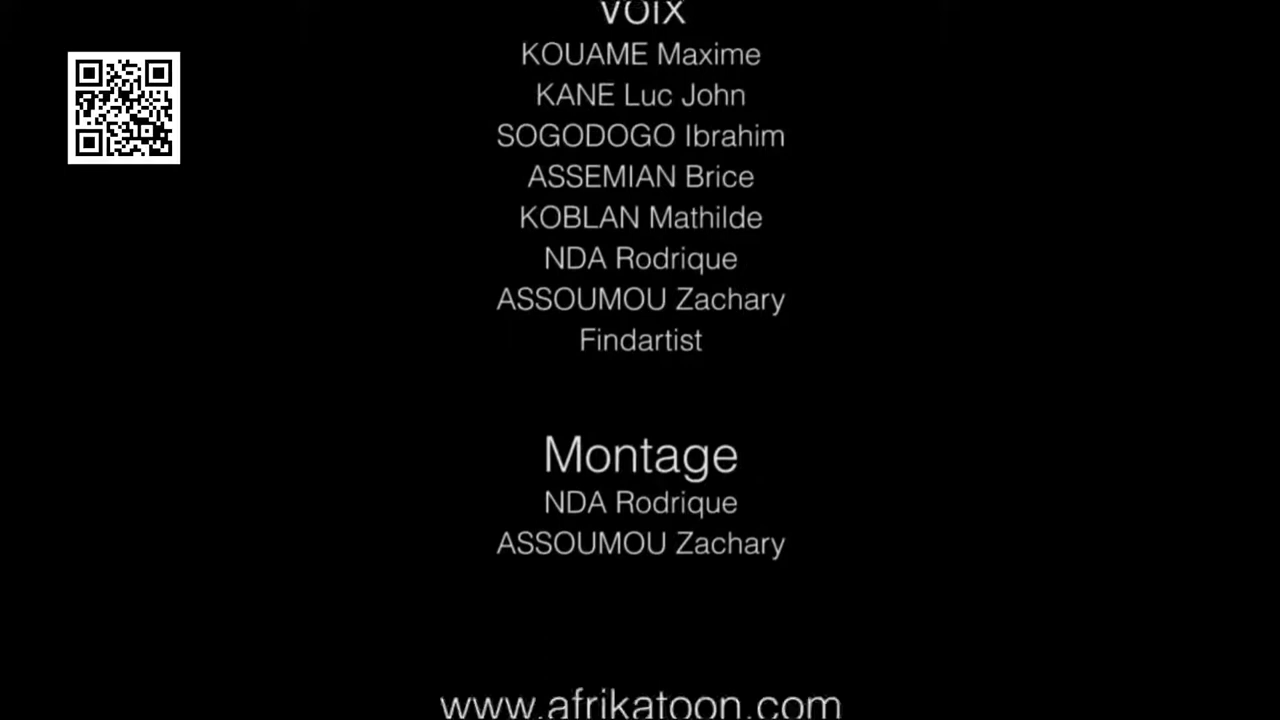 VOIX
KOUAME Maxime
KANE Luc John
SOGODOGO Ibrahim
ASSEMIAN Brice
KOBLAN Mathilde
NDA Rodrique
ASSOUMOU Zachary
Findartist
Montage
NDA Rodrique
ASSOUMOU Zachary
www.afrikatoon.com